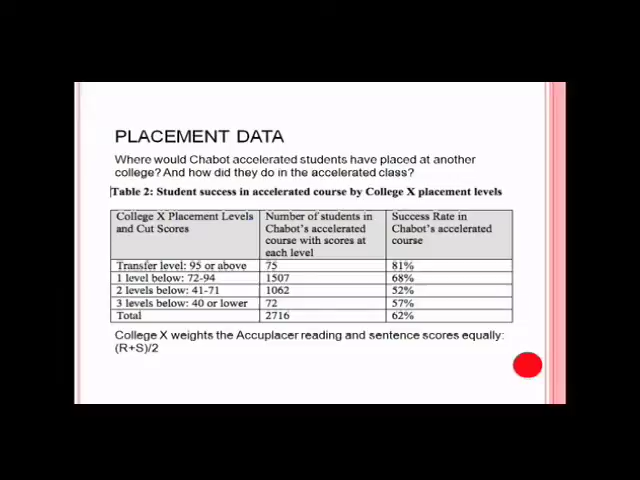 PLACEMENT DATA
Where would Chabot accelerated students have placed at another
college? And how did they do in the accelerated class?
Table 2: Student success in accelerated course by College X placement levels
College X Placement Levels and Cut Scores | Number of students in Chabot's accelerated course with scores at each level | Success Rate in Chabot's accelerated course
Transfer level: 95 or above 75 81%
1 level below: 72-94 1507 68%
2 levels below: 41-71 1062 52%
3 levels below: 40 or lower 72 57%
Total 2716 62%
College X weights the Accuplacer reading and sentence scores equally:
(R+S)/2